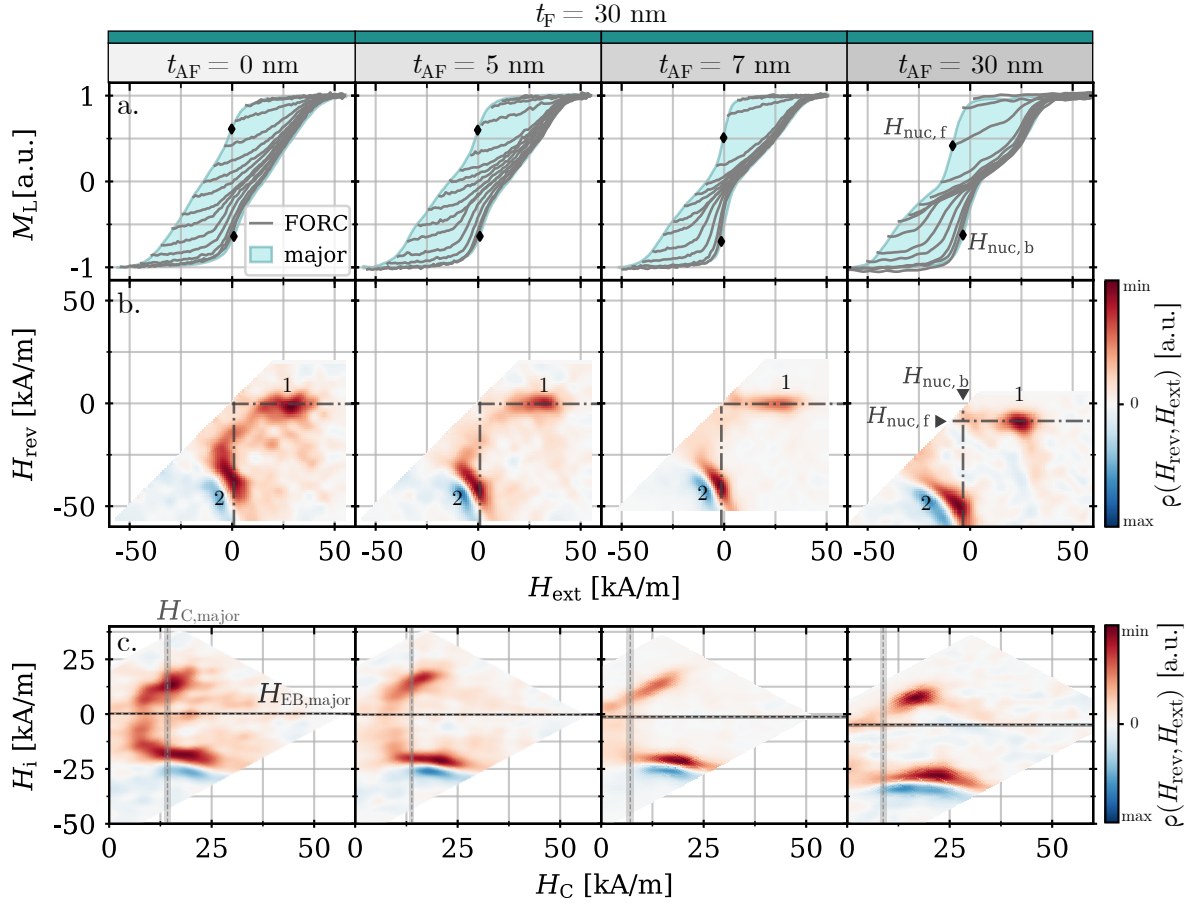 t_F = 30 nm
t_AF = 0 nm t_AF = 5 nm t_AF = 7 nm t_AF = 30 nm
a.
M_L[a.u.]
1
0
-1
FORC
major
H_nuc,f
H_nuc,b
b.
H_rev [kA/m]
50
0
-50
1
2
1
2
1
2
H_nuc,b
H_nuc,f
1
2
min
0
max
ρ(H_rev,H_ext) [a.u.]
-50 0 50 -50 0 50 -50 0 50 -50 0 50
H_ext [kA/m]
c.
H_C,major
H_EB,major
H_i [kA/m]
25
0
-25
-50
min
0
max
ρ(H_rev,H_ext) [a.u.]
0 25 50 0 25 50 0 25 50 0 25 50
H_C [kA/m]